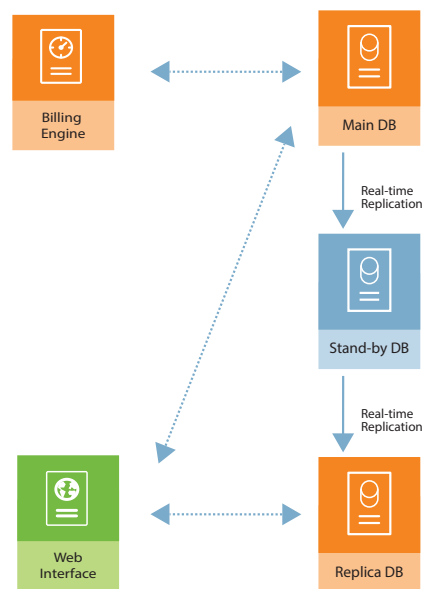 Billing
Engine
Main DB
Real-time
Replication
Stand-by DB
Real-time
Replication
Web
Interface
Replica DB